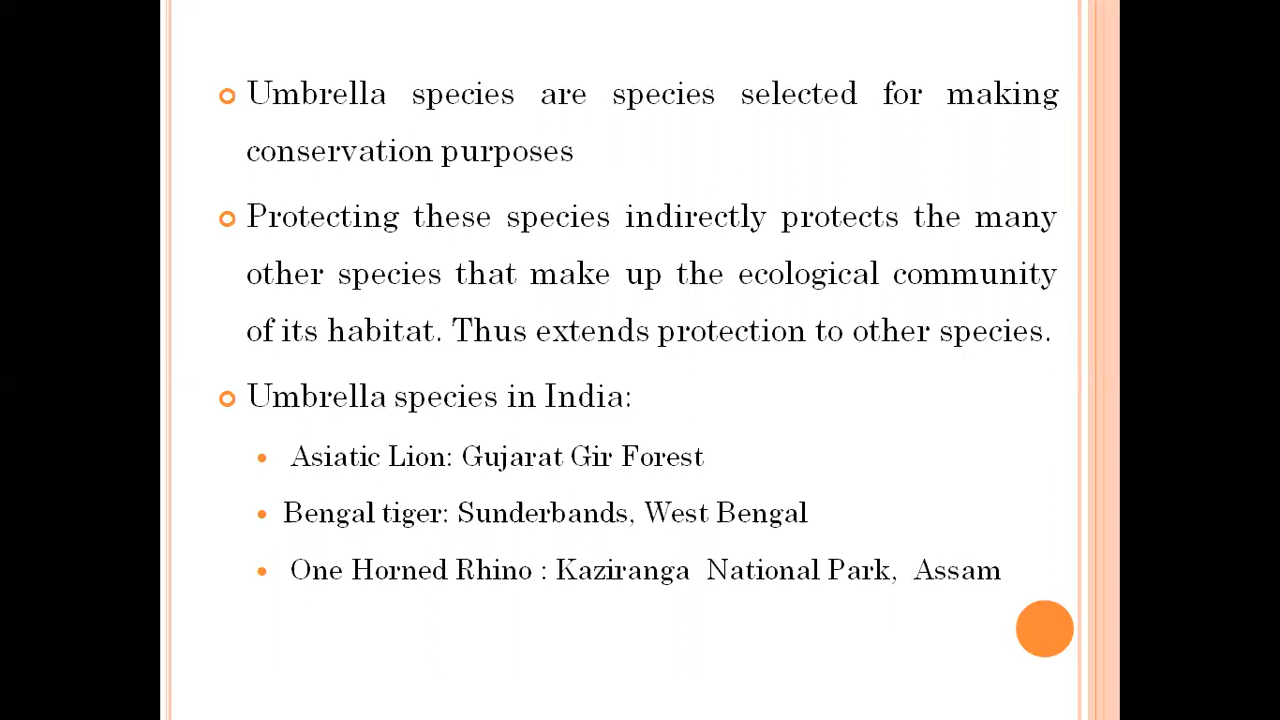 Umbrella species are species selected for making
conservation purposes
Protecting these species indirectly protects the many
other species that make up the ecological community
of its habitat. Thus extends protection to other species.
Umbrella species in India:
Asiatic Lion: Gujarat Gir Forest
Bengal tiger: Sunderbands, West Bengal
One Horned Rhino : Kaziranga National Park, Assam